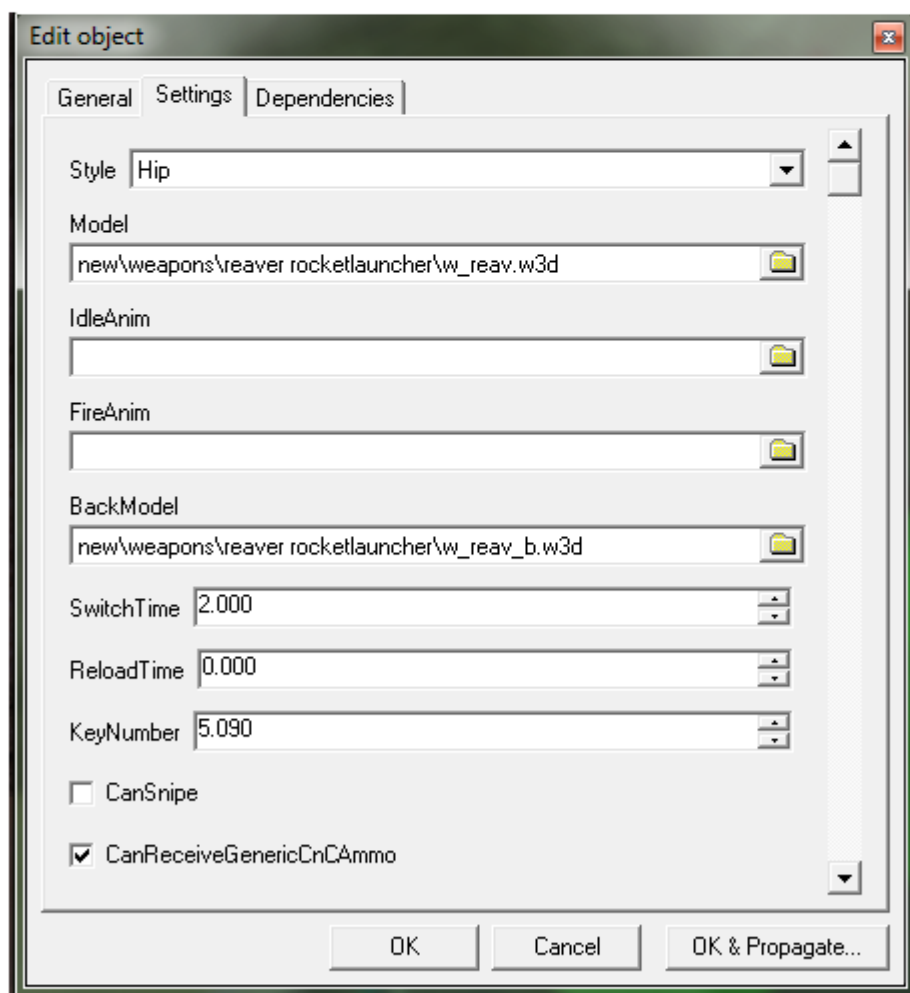 Edit object
General Settings Dependencies
Style Hip
Model
new\weapons\reaver rocketlauncher\w_reav.w3d
IdleAnim
FireAnim
BackModel
new\weapons\reaver rocketlauncher\w_reav_b.w3d
SwitchTime 2.000
ReloadTime 0.000
KeyNumber 5.090
CanSnipe
CanReceiveGenericCnCAmmo
OK Cancel OK & Propagate...